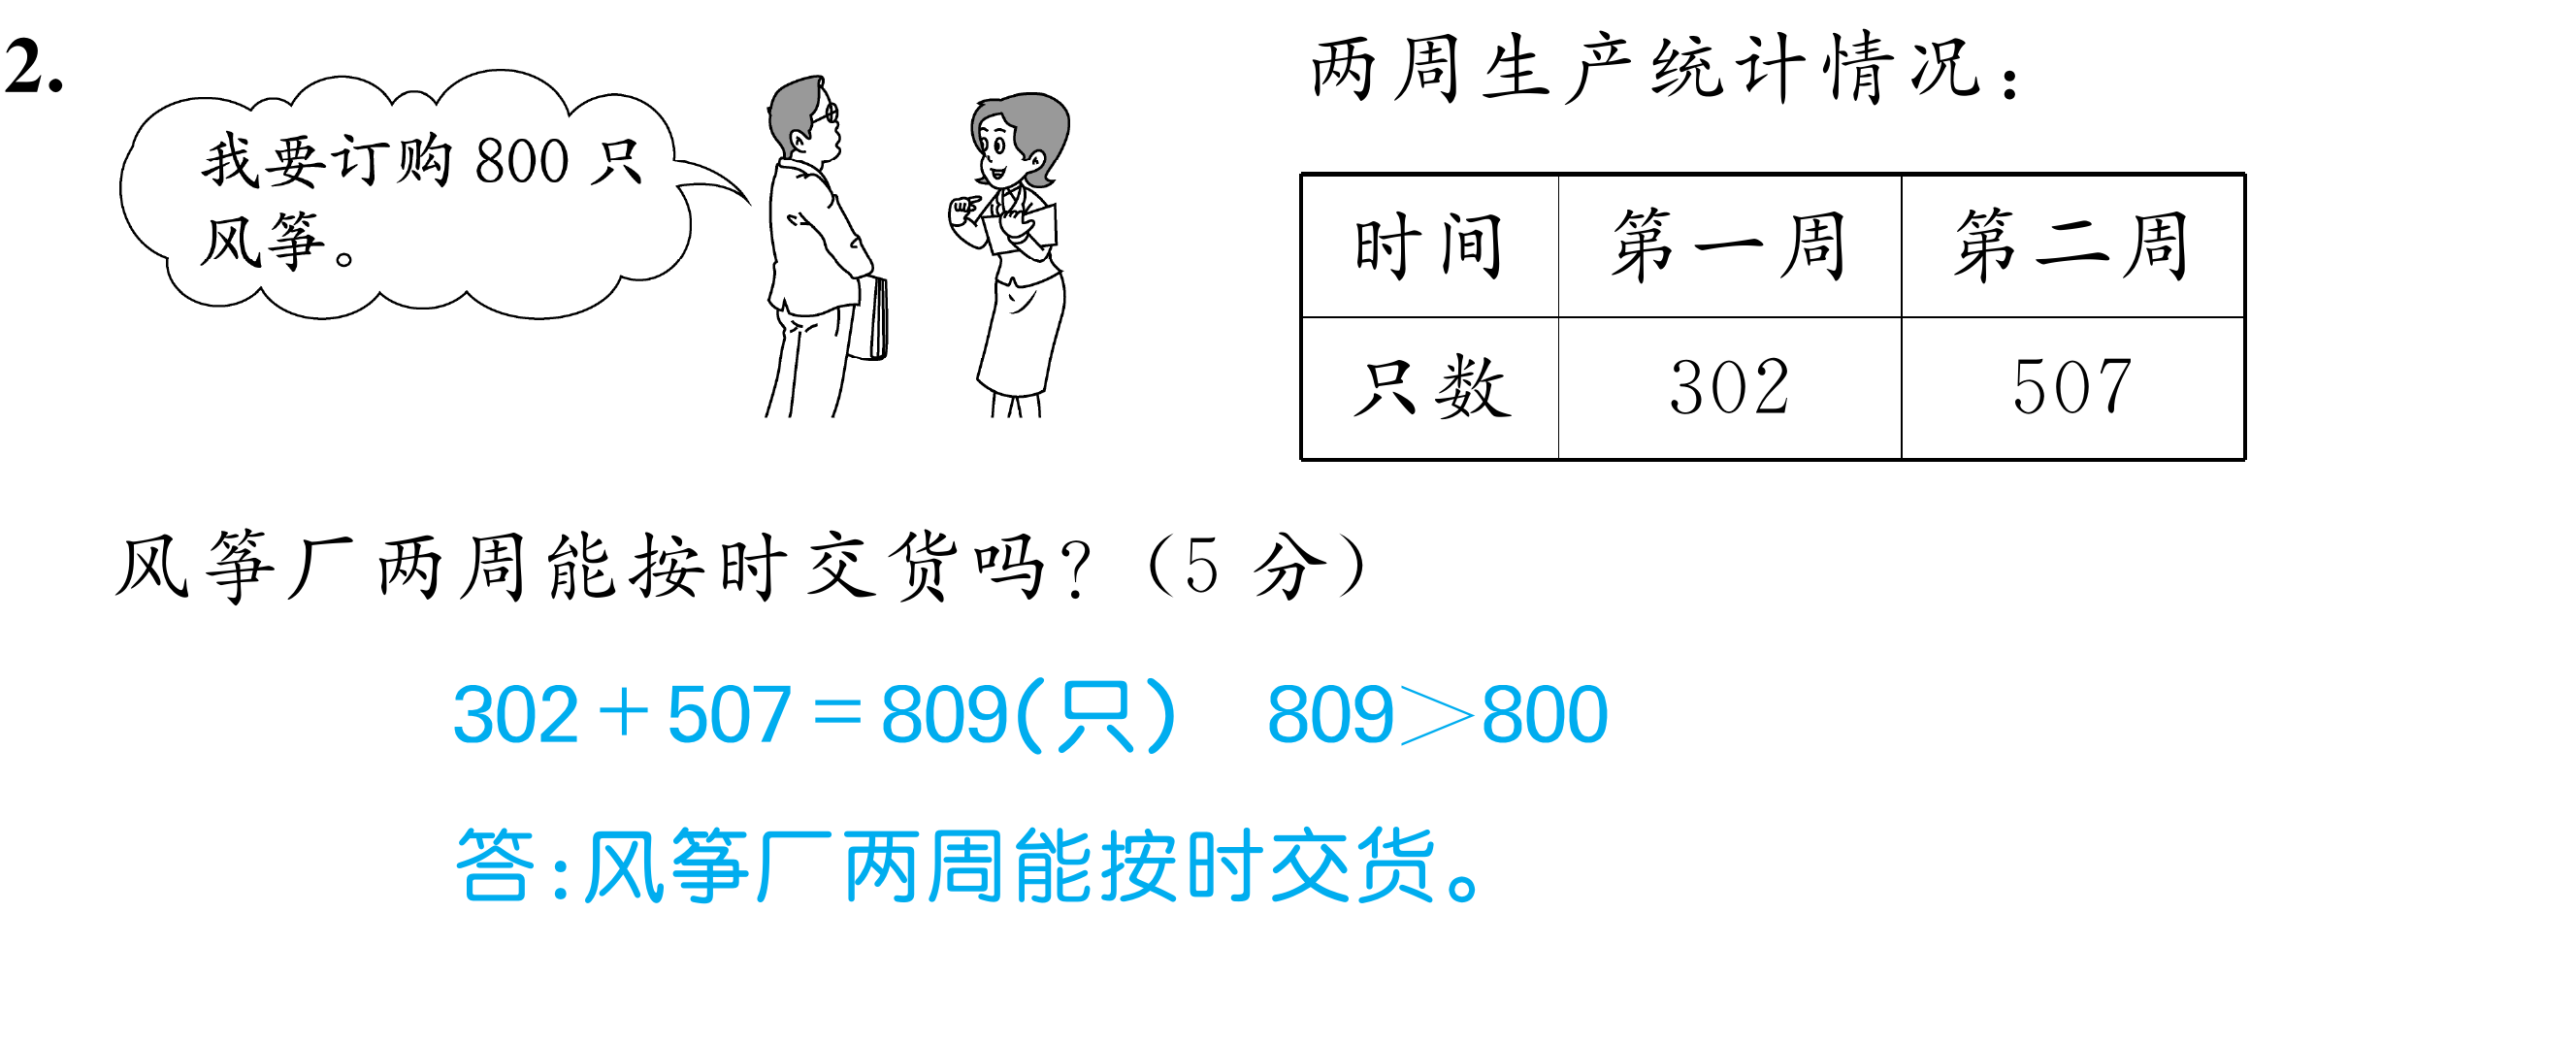 2.
我要订购 800 只
风筝。
两周生产统计情况：
时间 第一周 第二周
只数 302 507
风筝厂两周能按时交货吗？（5 分）
302＋507＝809(只) 809＞800
答：风筝厂两周能按时交货。